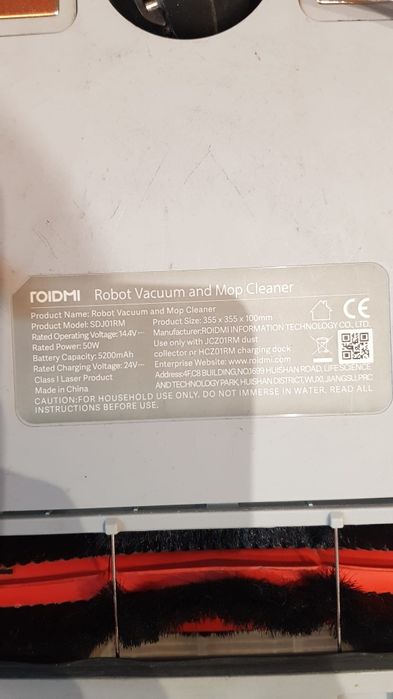 ROIDMI Robot Vacuum and Mop Cleaner
Product Name: Robot Vacuum and Mop Cleaner
Product Model: SDJ01RM
Rated Operating Voltage: 14.4V⎓
Rated Power: 50W
Battery Capacity: 5200mAh
Rated Charging Voltage: 24V⎓
Class I Laser Product
Made in China
Product Size: 355 x 355 x 100mm
Manufacturer:ROIDMI INFORMATION TECHNOLOGY CO., LTD.
Use only with JCZ01RM dust
collector or HCZ01RM charging dock
Enterprise Website: www.roidmi.com
Address:4F,C8 BUILDING,NO.1699 HUISHAN ROAD, LIFE SCIENCE
AND TECHNOLOGY PARK, HUISHAN DISTRICT, WUXI, JIANGSU, PRC
CAUTION:FOR HOUSEHOLD USE ONLY. DO NOT IMMERSE IN WATER. READ ALL
INSTRUCTIONS BEFORE USE.
CE